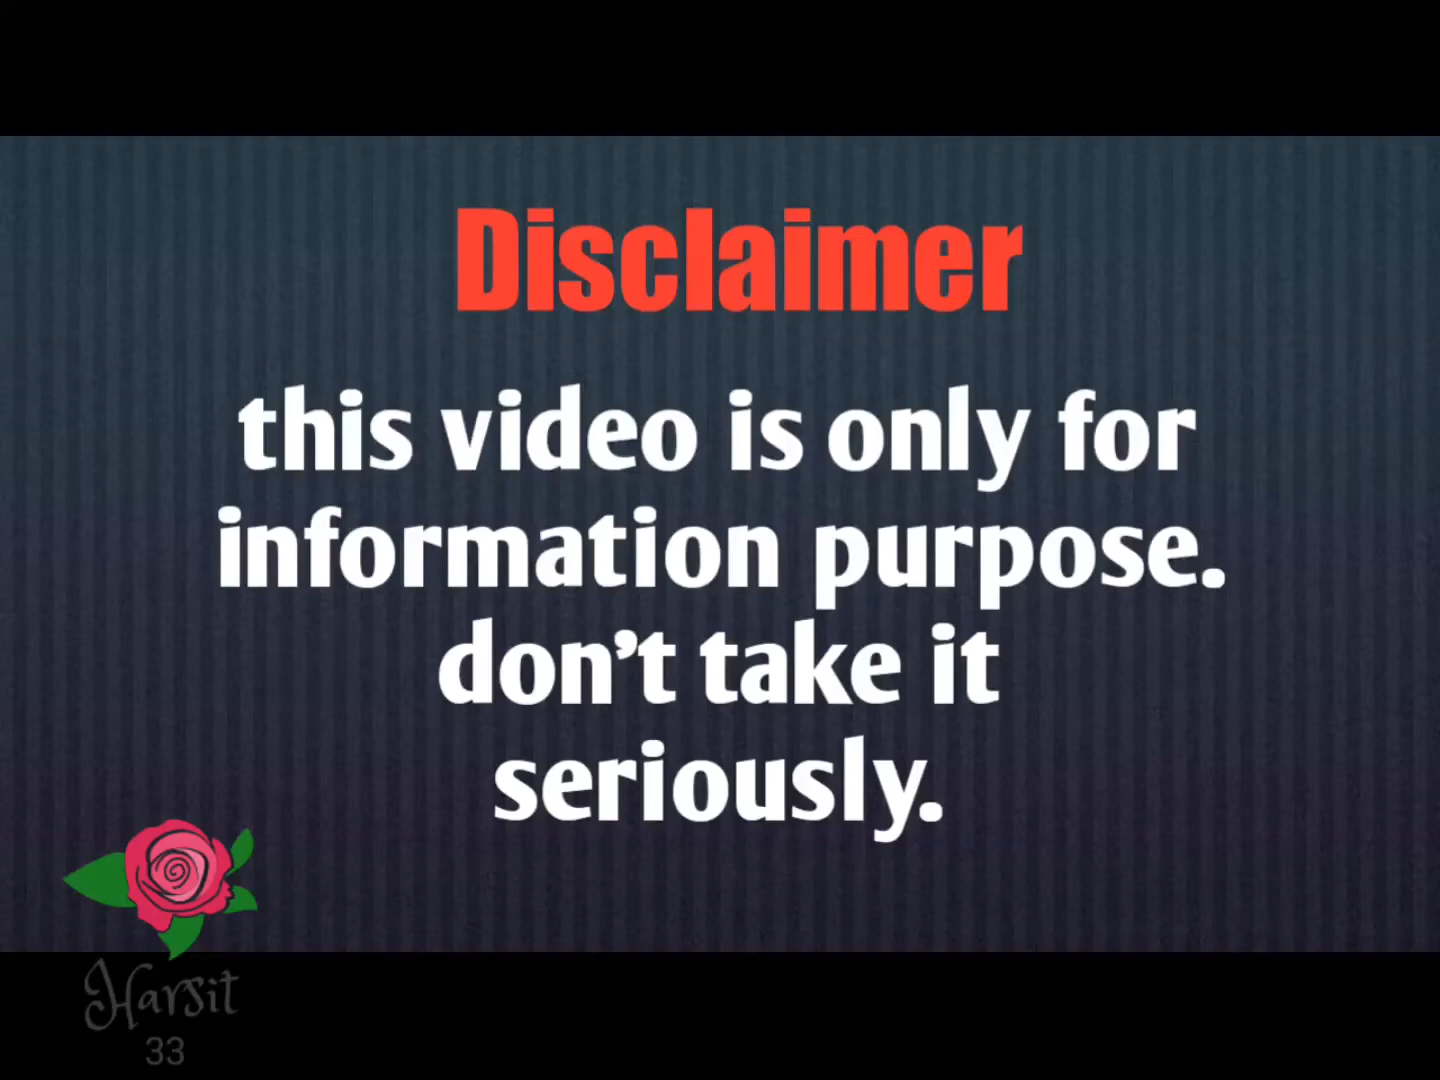 Disclaimer
this video is only for
information purpose.
don't take it
seriously.
Harsit
33